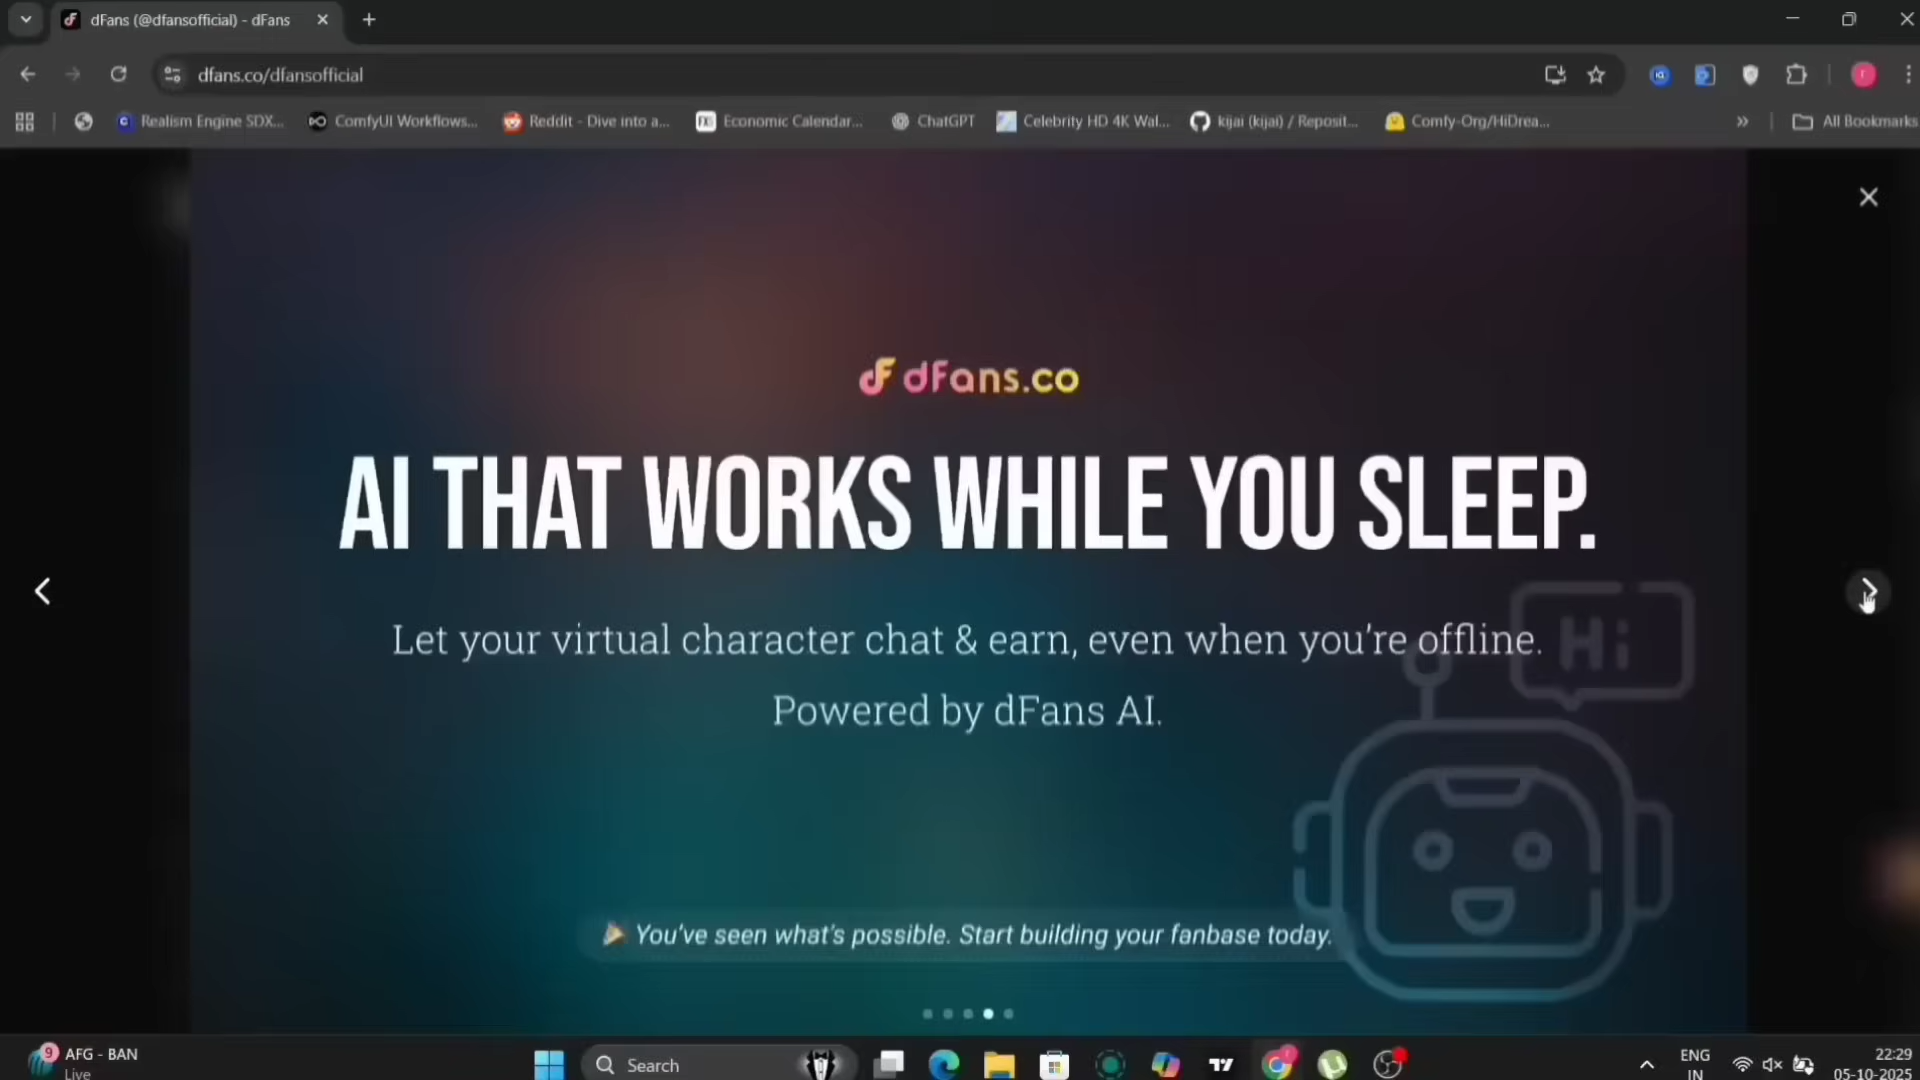 dFans (@dfansofficial) - dFans
dfans.co/dfansofficial
Realism Engine SDX...
ComfyUI Workflows...
Reddit - Dive into a...
Economic Calendar...
ChatGPT
Celebrity HD 4K Wal...
kijai (kijai) / Reposit...
Comfy-Org/HiDrea...
All Bookmarks
dFans.co
AI THAT WORKS WHILE YOU SLEEP.
Let your virtual character chat & earn, even when you're offline.
Powered by dFans AI.
Hi
You've seen what's possible. Start building your fanbase today.
9
AFG - BAN
Live
Search
ENG
IN
22:29
05-10-2025